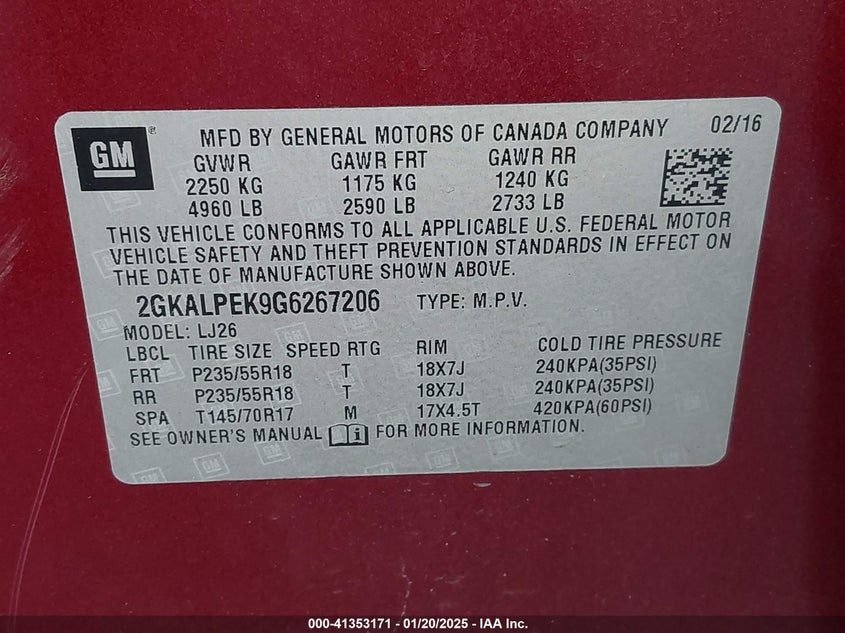 GM ® MFD BY GENERAL MOTORS OF CANADA COMPANY 02/16
GVWR GAWR FRT GAWR RR
2250 KG 1175 KG 1240 KG
4960 LB 2590 LB 2733 LB
THIS VEHICLE CONFORMS TO ALL APPLICABLE U.S. FEDERAL MOTOR
VEHICLE SAFETY AND THEFT PREVENTION STANDARDS IN EFFECT ON
THE DATE OF MANUFACTURE SHOWN ABOVE.
2GKALPEK9G6267206 TYPE: M.P.V.
MODEL: LJ26
LBCL TIRE SIZE SPEED RTG RIM COLD TIRE PRESSURE
FRT P235/55R18 T 18X7J 240KPA(35PSI)
RR P235/55R18 T 18X7J 240KPA(35PSI)
SPA T145/70R17 M 17X4.5T 420KPA(60PSI)
SEE OWNER'S MANUAL i FOR MORE INFORMATION.
000-41353171 - 01/20/2025 - IAA Inc.